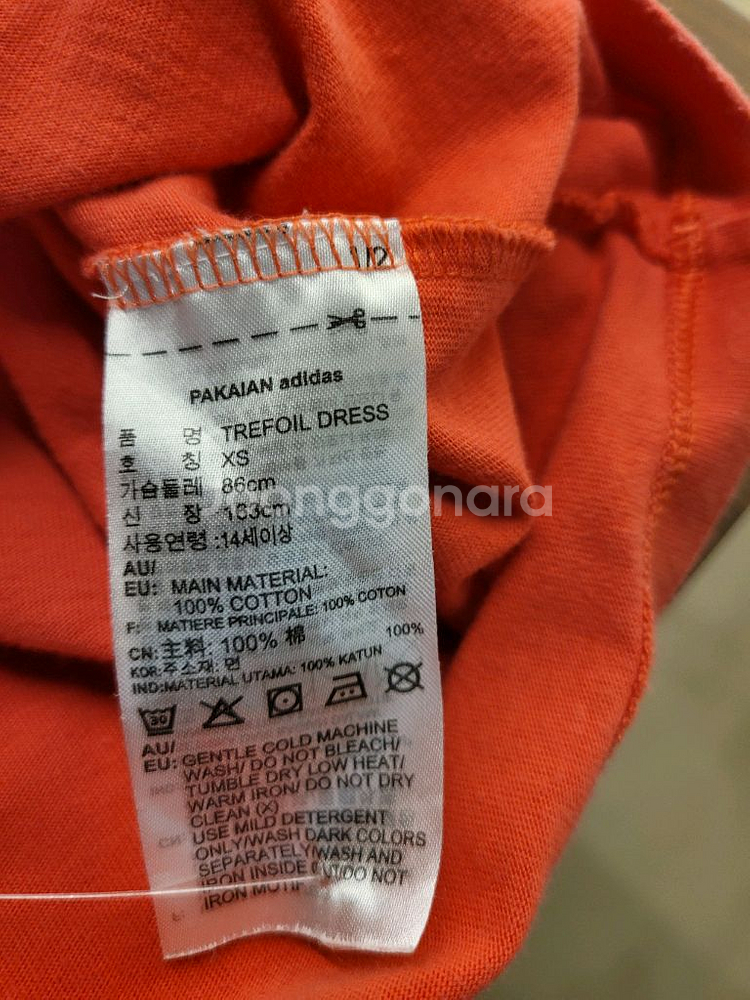 1/2
PAKAIAN adidas
품 명 TREFOIL DRESS
호 칭 XS
가슴둘레 86cm
joonggonara
신 장 163cm
사용연령 :14세이상
AU/
EU: MAIN MATERIAL:
100% COTTON
F: MATIERE PRINCIPALE: 100% COTON
CN: 主料: 100% 棉
KOR:주소재: 면 100%
IND:MATERIAL UTAMA: 100% KATUN
30
AU/
EU: GENTLE COLD MACHINE
WASH/ DO NOT BLEACH/
TUMBLE DRY LOW HEAT/
WARM IRON/ DO NOT DRY
CLEAN (X)
USE MILD DETERGENT
ONLY/WASH DARK COLORS
SEPARATELY/WASH AND
IRON INSIDE OUT/DO NOT
IRON MOTIF